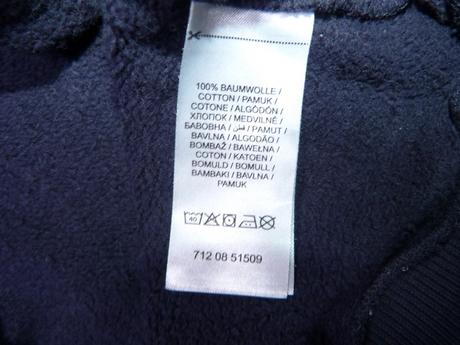 100% BAUMWOLLE /
COTTON / PAMUK /
COTONE / ALGODÓN /
ХЛОПОК / MEDVILNĖ /
БАВОВНА / قطن / PAMUT /
BAVLNA / ALGODÃO /
BOMBAŽ / BAWEŁNA /
COTON / KATOEN /
BOMULD / BOMULL /
BAMBAKI / BAVLNA /
PAMUK
40
712 08 51509